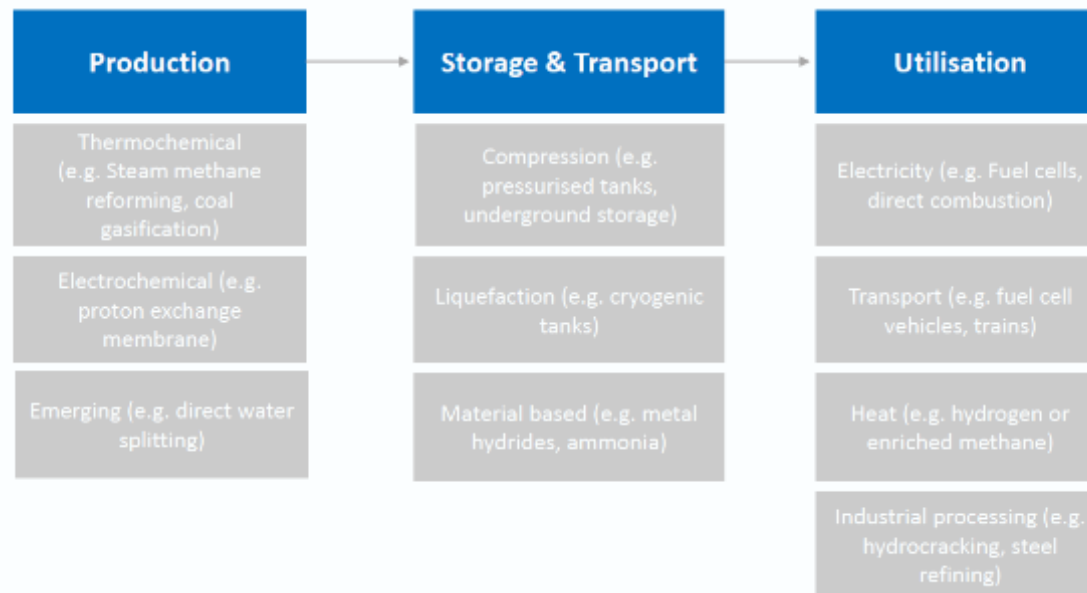 Production
Storage & Transport
Utilisation
Thermochemical
(e.g. Steam methane
reforming, coal
gasification)
Electrochemical (e.g.
proton exchange
membrane)
Emerging (e.g. direct water
splitting)
Compression (e.g.
pressurised tanks,
underground storage)
Liquefaction (e.g. cryogenic
tanks)
Material based (e.g. metal
hydrides, ammonia)
Electricity (e.g. Fuel cells,
direct combustion)
Transport (e.g. fuel cell
vehicles, trains)
Heat (e.g. hydrogen or
enriched methane)
Industrial processing (e.g.
hydrocracking, steel
refining)